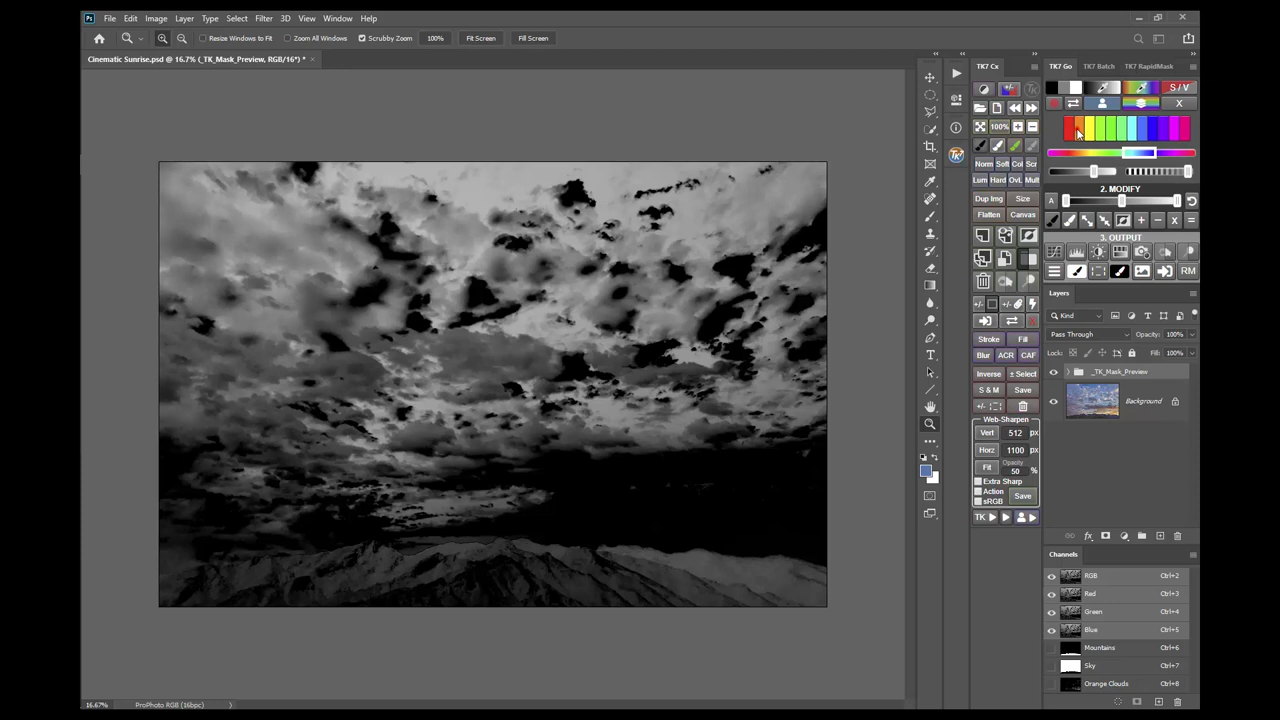 Ps File Edit Image Layer Type Select Filter 3D View Window Help
Resize Windows to Fit Zoom All Windows Scrubby Zoom 100% Fit Screen Fill Screen
Cinematic Sunrise.psd @ 16.7% (_TK_Mask_Preview, RGB/16*) * ×
TK7 Cx
TK
100%
Norm Soft Col Scr
Lum Hard Ovl. Mult
Dup Img Size
Flatten Canvas
+/- +/-
Stroke Fill
Blur ACR CAF
Inverse ± Select
S & M Save
+/-
Web-Sharpen
Vert 512 px
Horz 1100 px
Fit Opacity 50 %
Extra Sharp
Action
sRGB Save
TK
TK7 Go TK7 Batch TK7 RapidMask
S / V
X
2. MODIFY
A
+ − x =
3. OUTPUT
RM
Layers
Kind
Pass Through Opacity: 100%
Lock: Fill: 100%
_TK_Mask_Preview
Background
fx
Channels
RGB Ctrl+2
Red Ctrl+3
Green Ctrl+4
Blue Ctrl+5
Mountains Ctrl+6
Sky Ctrl+7
Orange Clouds Ctrl+8
16.67% ProPhoto RGB (16bpc)